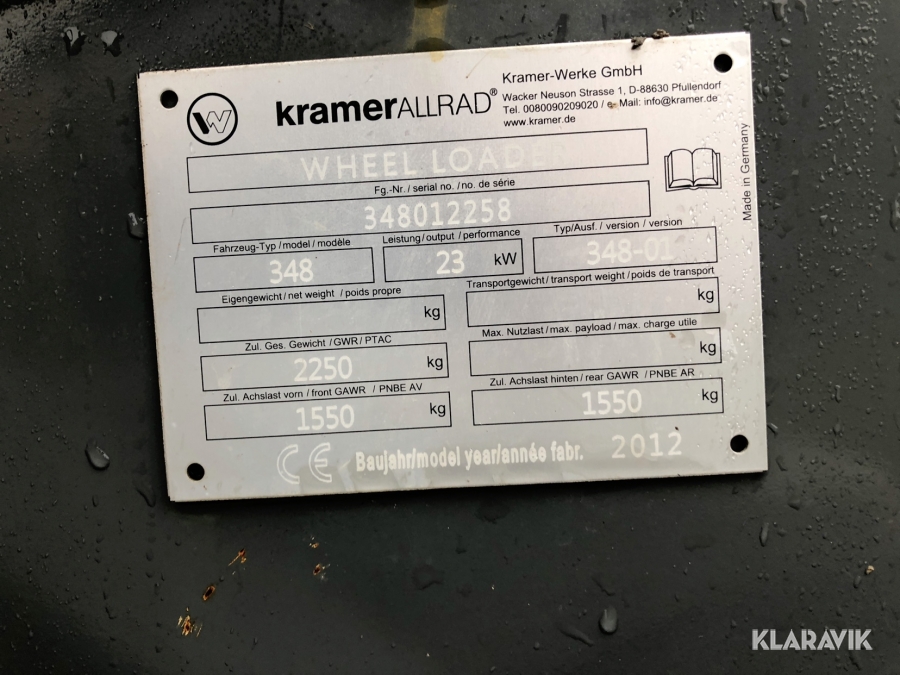 kramerALLRAD®
Kramer-Werke GmbH
Wacker Neuson Strasse 1, D-88630 Pfullendorf
Tel. 0080090209020 / e- Mail: info@kramer.de
www.kramer.de
Made in Germany
WHEEL LOADE
Fg.-Nr. / serial no. / no. de série
348012258
Fahrzeug-Typ / model / modèle
348
Leistung / output / performance
23 kW
Typ/Ausf. / version / version
348-01
Eigengewicht / net weight / poids propre
kg
Transportgewicht / transport weight / poids de transport
kg
Zul. Ges. Gewicht / GWR / PTAC
2250 kg
Max. Nutzlast / max. payload / max. charge utile
kg
Zul. Achslast vorn / front GAWR / PNBE AV
1550 kg
Zul. Achslast hinten / rear GAWR / PNBE AR
1550 kg
CE Baujahr/model year/année fabr. 2012
KLARAVIK